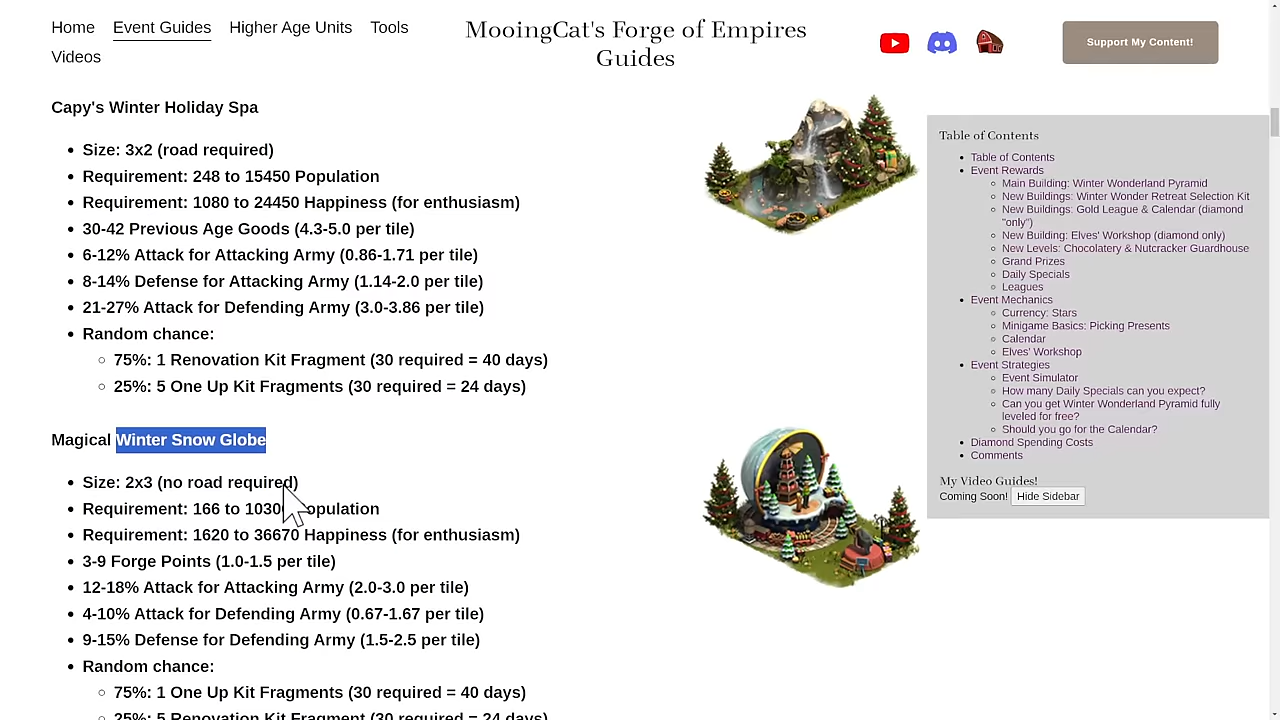 Home Event Guides Higher Age Units Tools
Videos
MooingCat's Forge of Empires
Guides
Support My Content!
Capy's Winter Holiday Spa
Size: 3x2 (road required)
Requirement: 248 to 15450 Population
Requirement: 1080 to 24450 Happiness (for enthusiasm)
30-42 Previous Age Goods (4.3-5.0 per tile)
6-12% Attack for Attacking Army (0.86-1.71 per tile)
8-14% Defense for Attacking Army (1.14-2.0 per tile)
21-27% Attack for Defending Army (3.0-3.86 per tile)
Random chance:
75%: 1 Renovation Kit Fragment (30 required = 40 days)
25%: 5 One Up Kit Fragments (30 required = 24 days)
Magical Winter Snow Globe
Size: 2x3 (no road required)
Requirement: 166 to
Requirement: 1620 to 36670 Happiness (for enthusiasm)
3-9 Forge Points (1.0-1.5 per tile)
12-18% Attack for Attacking Army (2.0-3.0 per tile)
4-10% Attack for Defending Army (0.67-1.67 per tile)
9-15% Defense for Defending Army (1.5-2.5 per tile)
Random chance:
75%: 1 One Up Kit Fragments (30 required = 40 days)
25%: 5 Renovation Kit Fragment (30 required = 24 days)
Table of Contents
Table of Contents
Event Rewards
Main Building: Winter Wonderland Pyramid
New Buildings: Winter Wonder Retreat Selection Kit
New Buildings: Gold League & Calendar (diamond
"only")
New Building: Elves' Workshop (diamond only)
New Levels: Chocolatery & Nutcracker Guardhouse
Grand Prizes
Daily Specials
Leagues
Event Mechanics
Currency: Stars
Minigame Basics: Picking Presents
Calendar
Elves' Workshop
Event Strategies
Event Simulator
How many Daily Specials can you expect?
Can you get Winter Wonderland Pyramid fully
leveled for free?
Should you go for the Calendar?
Diamond Spending Costs
Comments
My Video Guides!
Coming Soon! Hide Sidebar